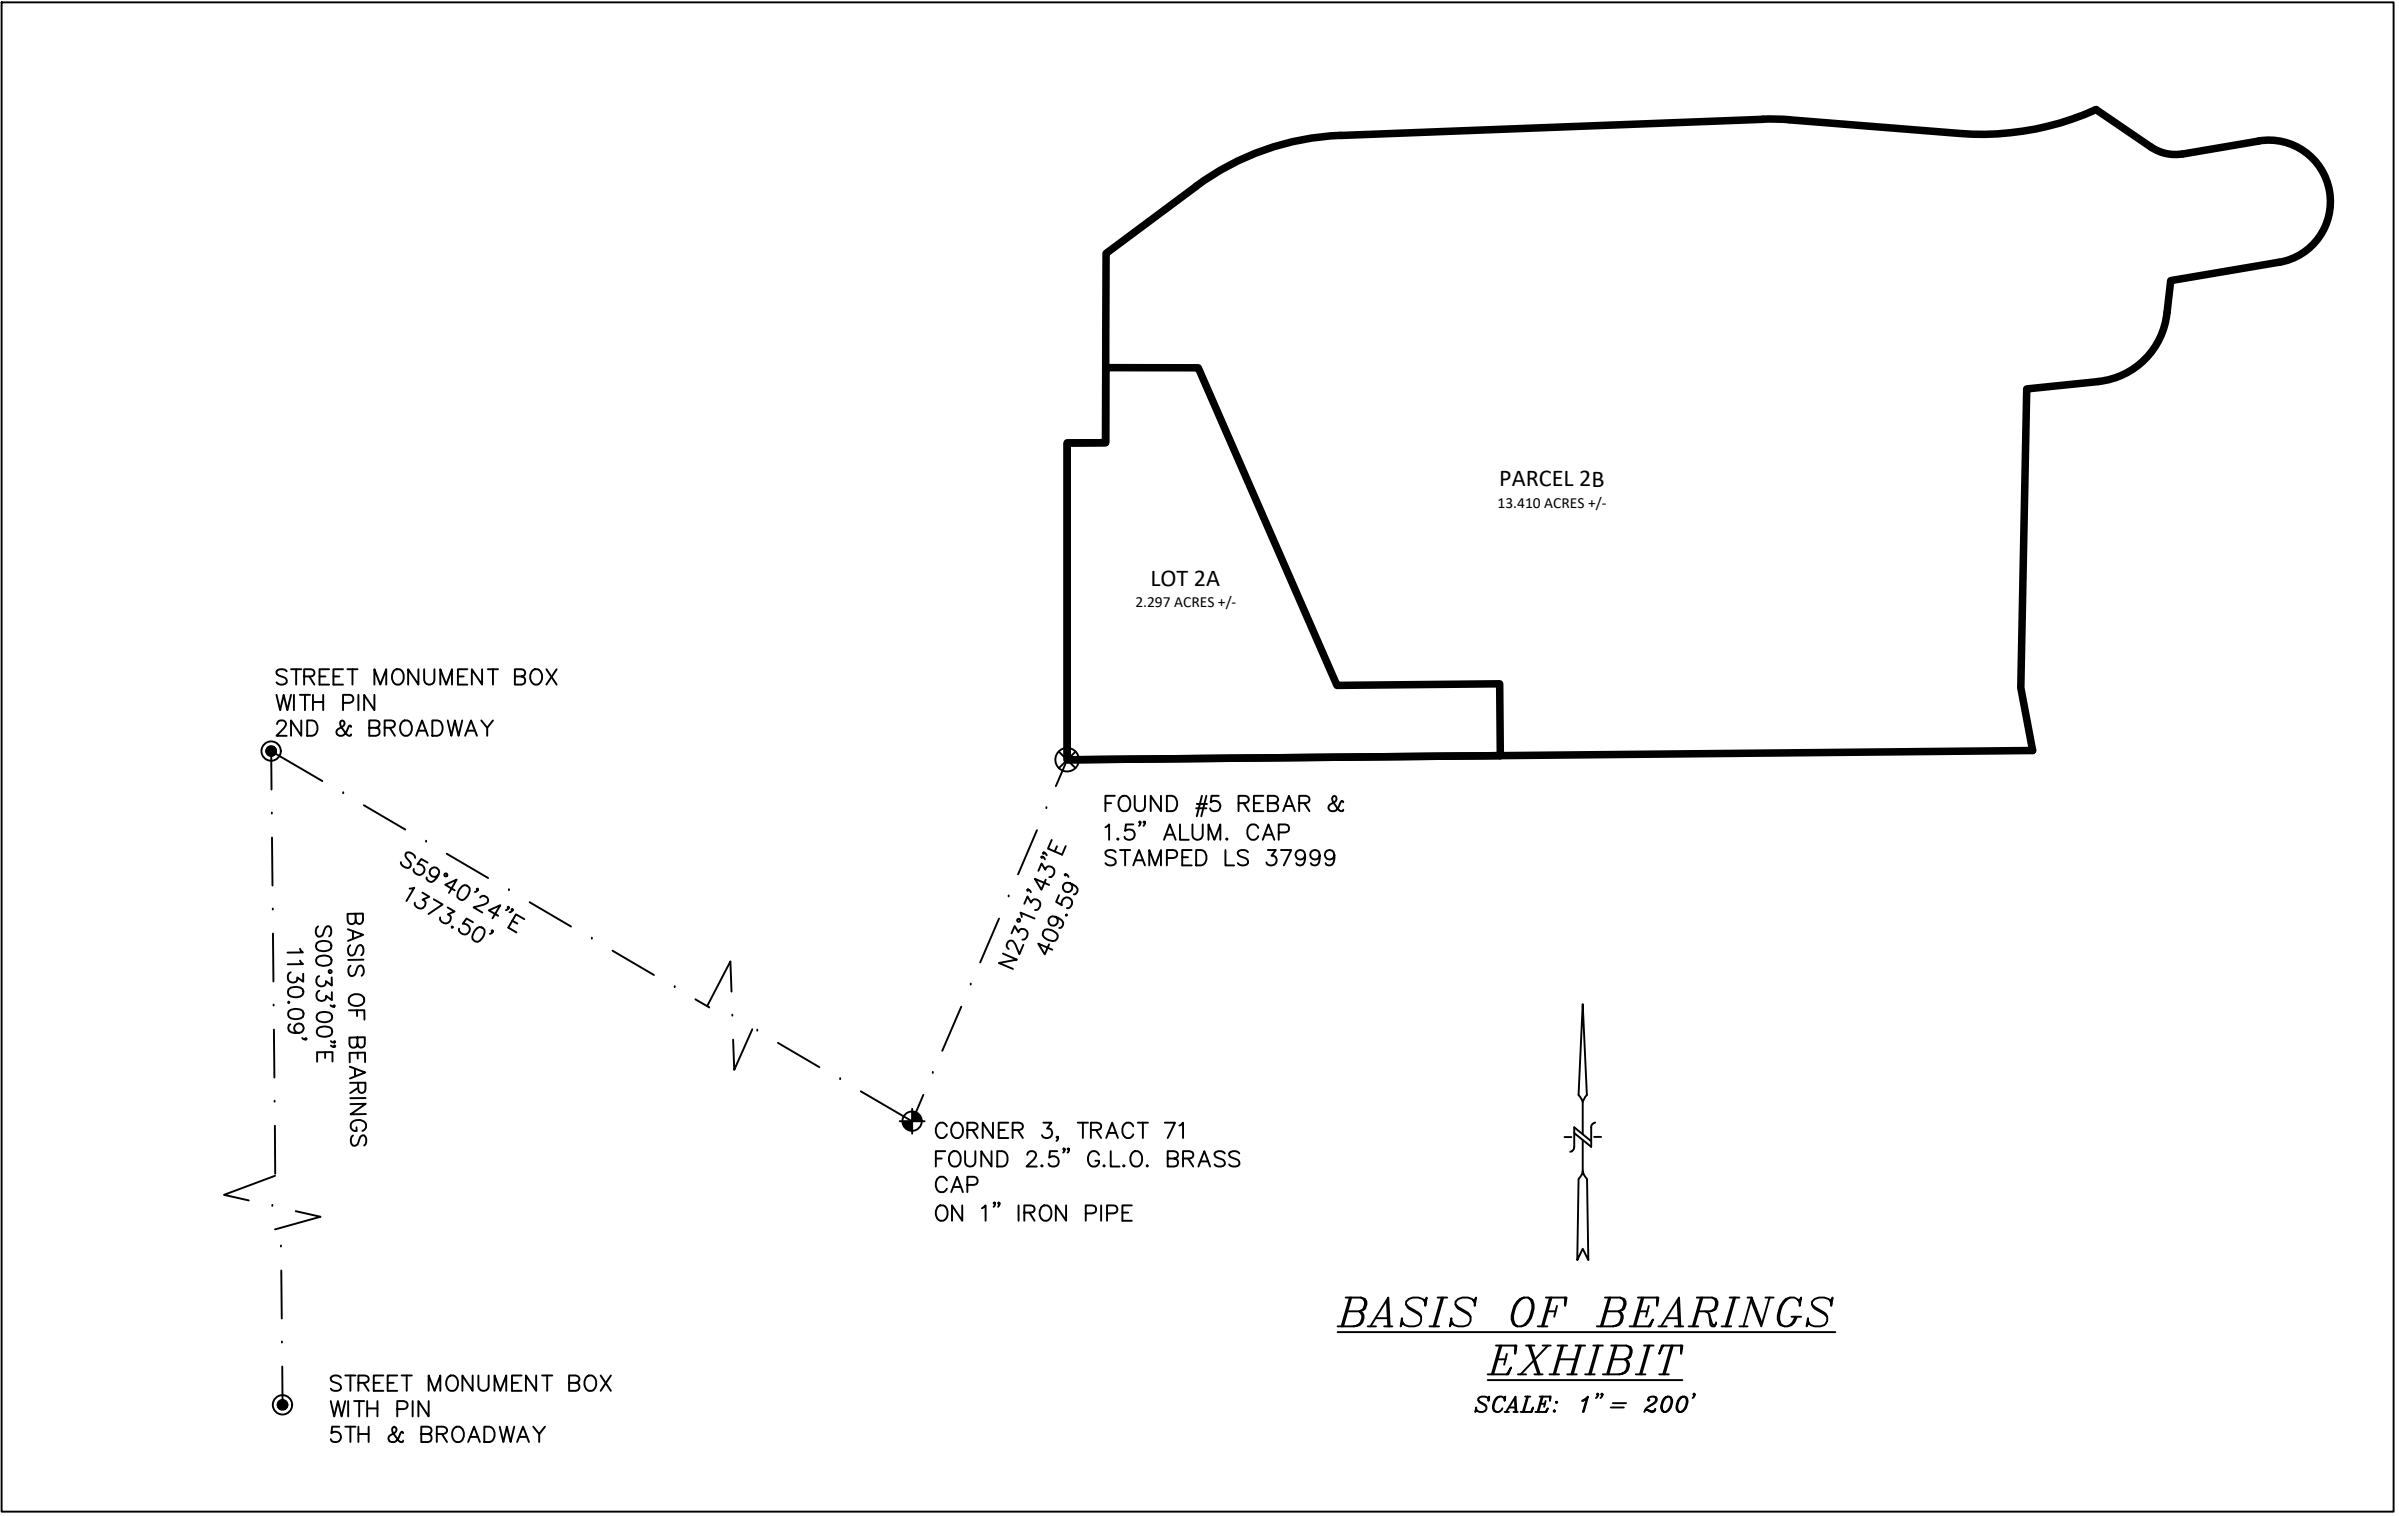 PARCEL 2B
13.410 ACRES +/-
LOT 2A
2.297 ACRES +/-
STREET MONUMENT BOX
WITH PIN
2ND & BROADWAY
FOUND #5 REBAR &
1.5" ALUM. CAP
STAMPED LS 37999
S59°40'24"E
1373.50'
N23°13'43"E
409.59'
BASIS OF BEARINGS
S00°33'00"E
1130.09'
CORNER 3, TRACT 71
FOUND 2.5" G.L.O. BRASS
CAP
ON 1" IRON PIPE
N
BASIS OF BEARINGS
EXHIBIT
SCALE: 1"= 200'
STREET MONUMENT BOX
WITH PIN
5TH & BROADWAY